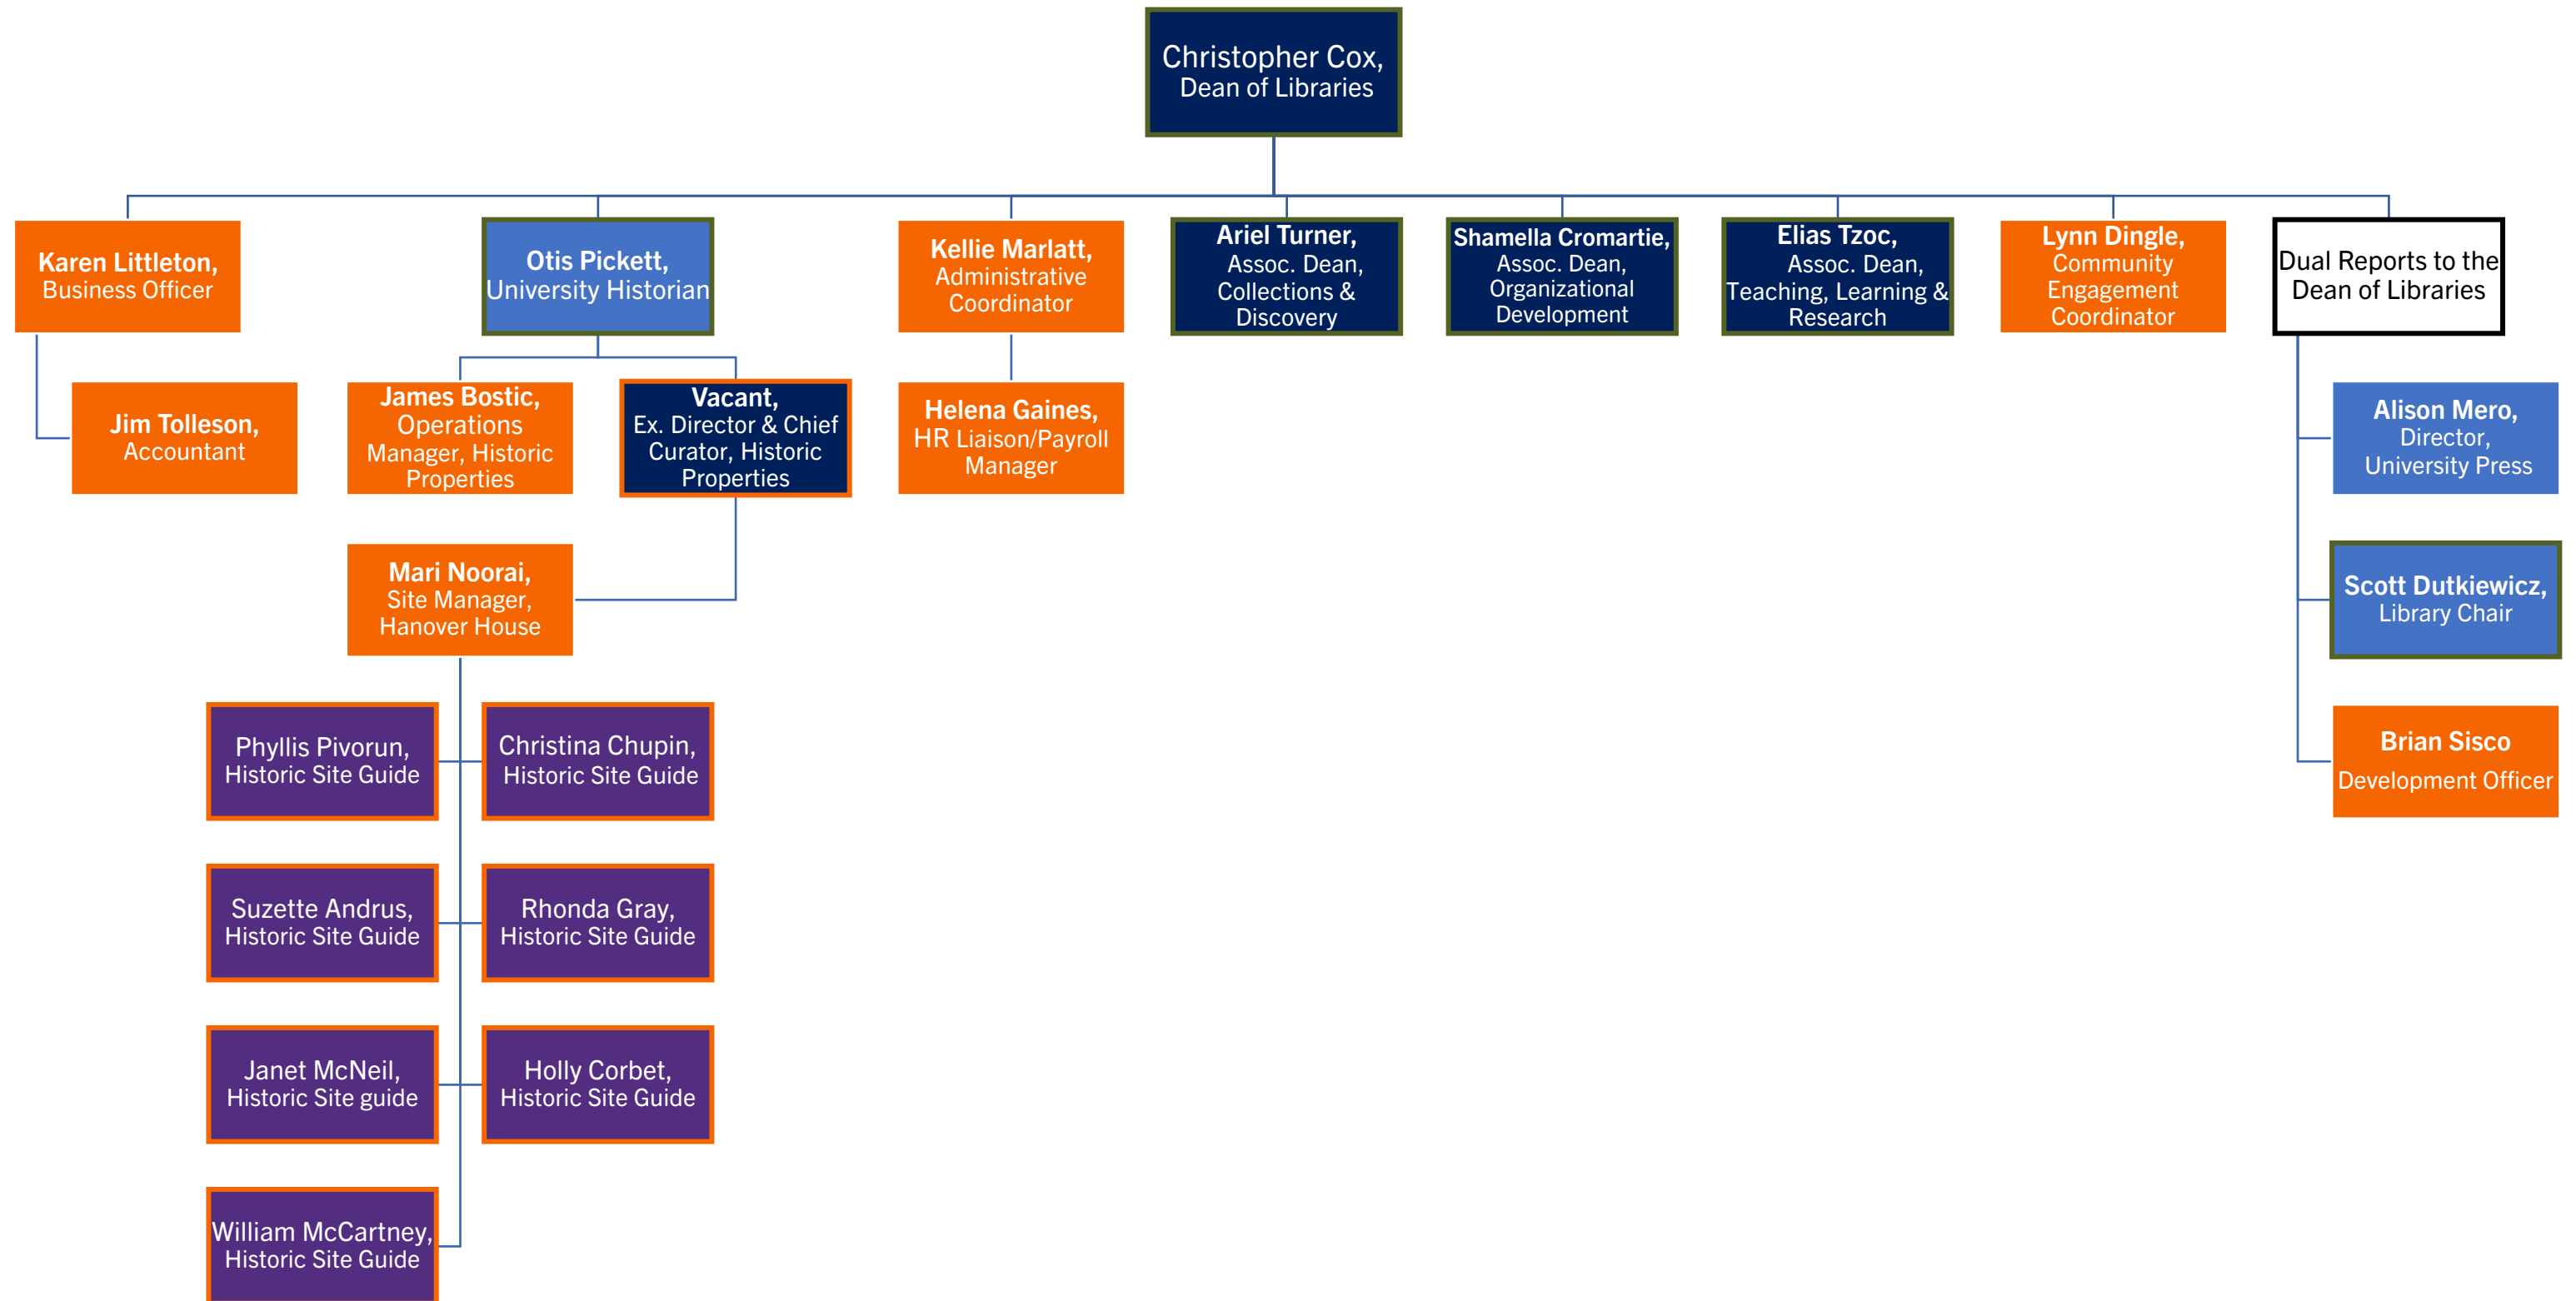 Christopher Cox,
Dean of Libraries
Karen Littleton,
Business Officer
Otis Pickett,
University Historian
Kellie Marlatt,
Administrative
Coordinator
Ariel Turner,
Assoc. Dean,
Collections &
Discovery
Shamella Cromartie,
Assoc. Dean,
Organizational
Development
Elias Tzoc,
Assoc. Dean,
Teaching, Learning &
Research
Lynn Dingle,
Community
Engagement
Coordinator
Dual Reports to the
Dean of Libraries
Jim Tolleson,
Accountant
James Bostic,
Operations
Manager, Historic
Properties
Vacant,
Ex. Director & Chief
Curator, Historic
Properties
Helena Gaines,
HR Liaison/Payroll
Manager
Alison Mero,
Director,
University Press
Mari Noorai,
Site Manager,
Hanover House
Scott Dutkiewicz,
Library Chair
Phyllis Pivorun,
Historic Site Guide
Christina Chupin,
Historic Site Guide
Brian Sisco
Development Officer
Suzette Andrus,
Historic Site Guide
Rhonda Gray,
Historic Site Guide
Janet McNeil,
Historic Site guide
Holly Corbet,
Historic Site Guide
William McCartney,
Historic Site Guide